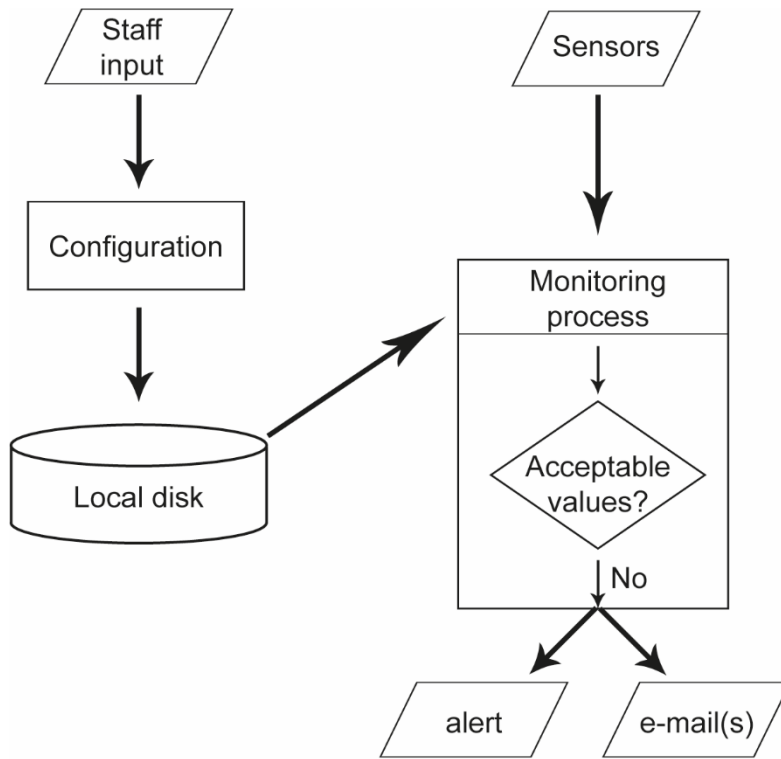 Staff
input
Sensors
Configuration
Monitoring
process
Local disk
Acceptable
values?
No
alert
e-mail(s)